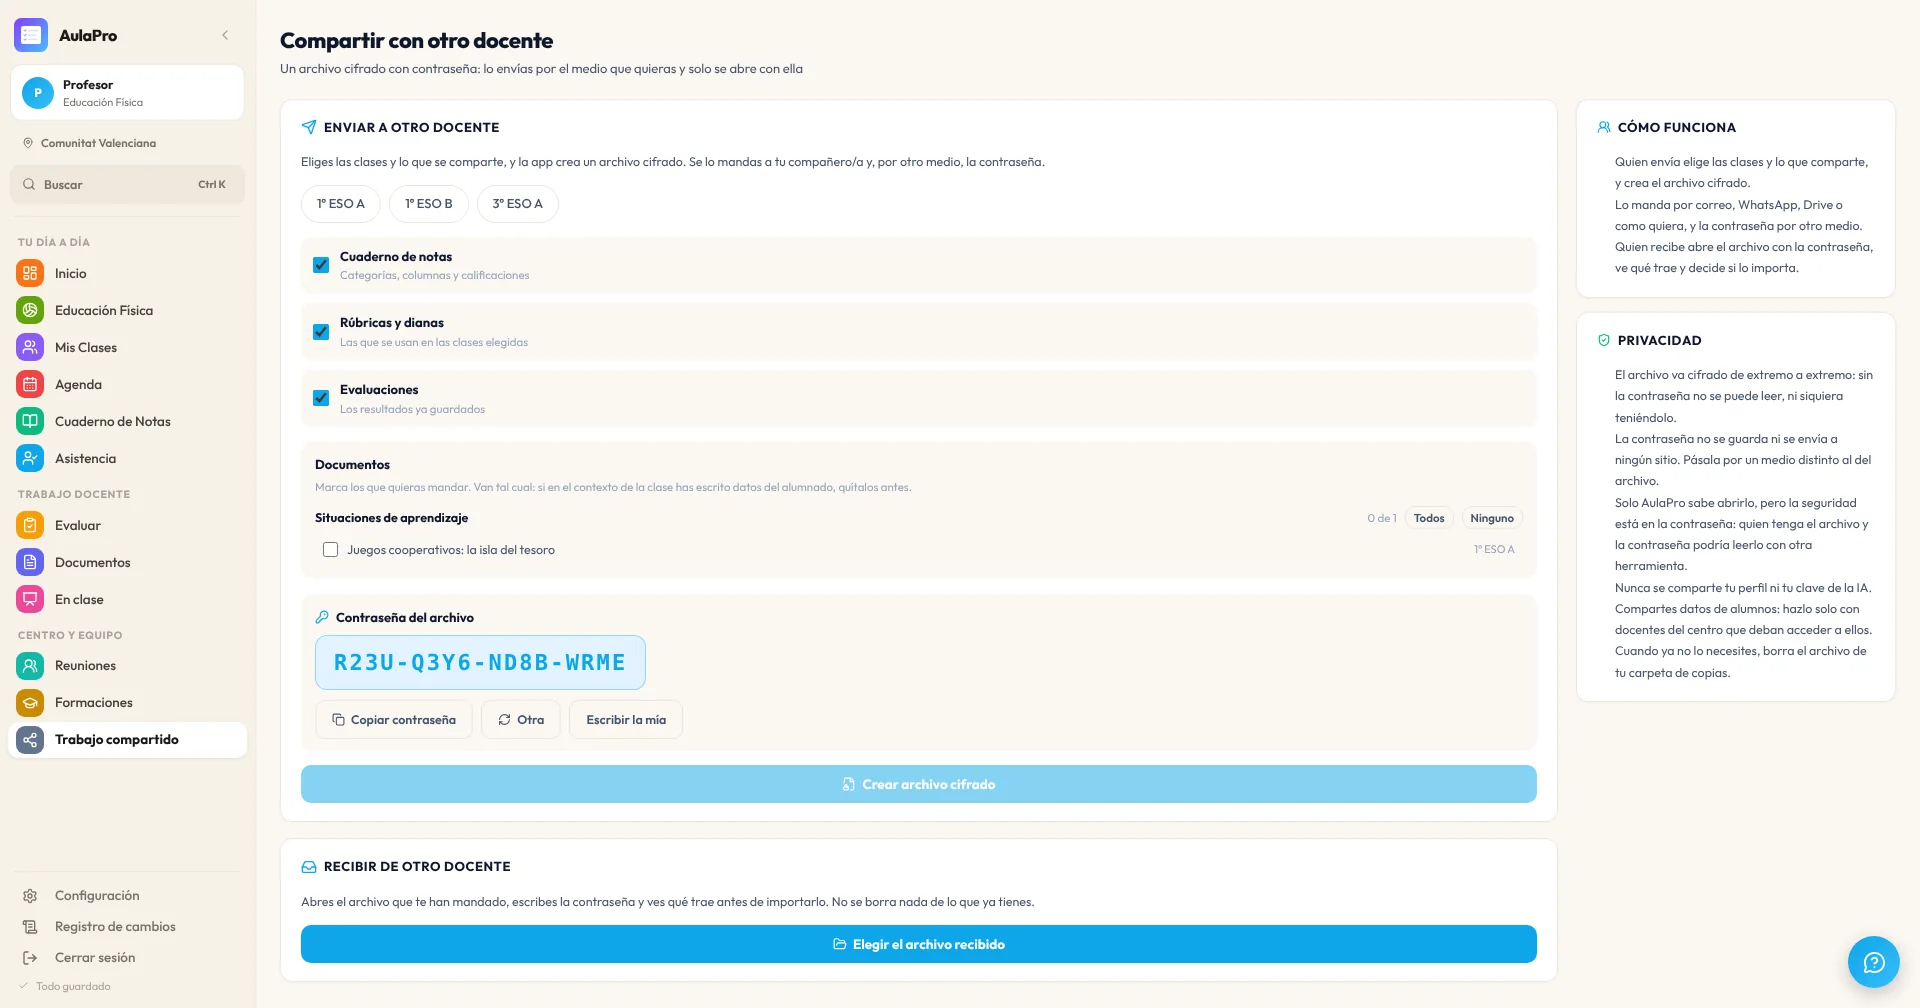 AulaPro
P
Profesor
Educación Física
Comunitat Valenciana
Buscar Ctrl K
TU DÍA A DÍA
Inicio
Educación Física
Mis Clases
Agenda
Cuaderno de Notas
Asistencia
TRABAJO DOCENTE
Evaluar
Documentos
En clase
CENTRO Y EQUIPO
Reuniones
Formaciones
Trabajo compartido
Configuración
Registro de cambios
Cerrar sesión
Todo guardado
Compartir con otro docente
Un archivo cifrado con contraseña: lo envías por el medio que quieras y solo se abre con ella
ENVIAR A OTRO DOCENTE
Eliges las clases y lo que se comparte, y la app crea un archivo cifrado. Se lo mandas a tu compañero/a y, por otro medio, la contraseña.
1º ESO A 1º ESO B 3º ESO A
Cuaderno de notas
Categorías, columnas y calificaciones
Rúbricas y dianas
Las que se usan en las clases elegidas
Evaluaciones
Los resultados ya guardados
Documentos
Marca los que quieras mandar. Van tal cual: si en el contexto de la clase has escrito datos del alumnado, quítalos antes.
Situaciones de aprendizaje 0 de 1 Todos Ninguno
Juegos cooperativos: la isla del tesoro 1º ESO A
Contraseña del archivo
R23U-Q3Y6-ND8B-WRME
Copiar contraseña Otra Escribir la mía
Crear archivo cifrado
RECIBIR DE OTRO DOCENTE
Abres el archivo que te han mandado, escribes la contraseña y ves qué trae antes de importarlo. No se borra nada de lo que ya tienes.
Elegir el archivo recibido
CÓMO FUNCIONA
Quien envía elige las clases y lo que comparte,
y crea el archivo cifrado.
Lo manda por correo, WhatsApp, Drive o
como quiera, y la contraseña por otro medio.
Quien recibe abre el archivo con la contraseña,
ve qué trae y decide si lo importa.
PRIVACIDAD
El archivo va cifrado de extremo a extremo: sin
la contraseña no se puede leer, ni siquiera
teniéndolo.
La contraseña no se guarda ni se envía a
ningún sitio. Pásala por un medio distinto al del
archivo.
Solo AulaPro sabe abrirlo, pero la seguridad
está en la contraseña: quien tenga el archivo y
la contraseña podría leerlo con otra
herramienta.
Nunca se comparte tu perfil ni tu clave de la IA.
Compartes datos de alumnos: hazlo solo con
docentes del centro que deban acceder a ellos.
Cuando ya no lo necesites, borra el archivo de
tu carpeta de copias.